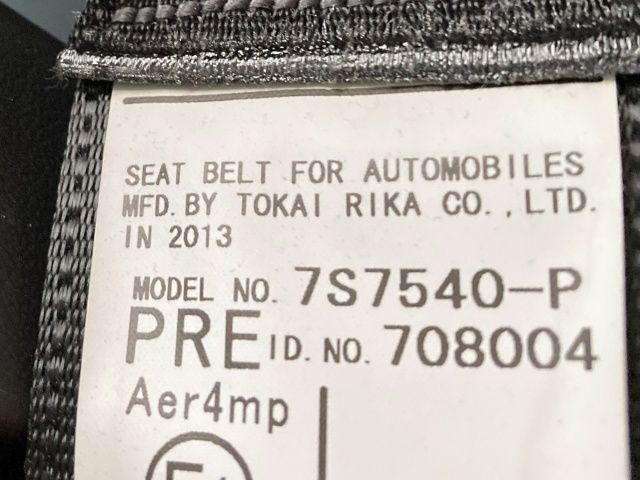 SEAT BELT FOR AUTOMOBILES
MFD. BY TOKAI RIKA CO., LTD.
IN 2013
MODEL NO. 7S7540-P
PRE ID. NO. 708004
Aer4mp